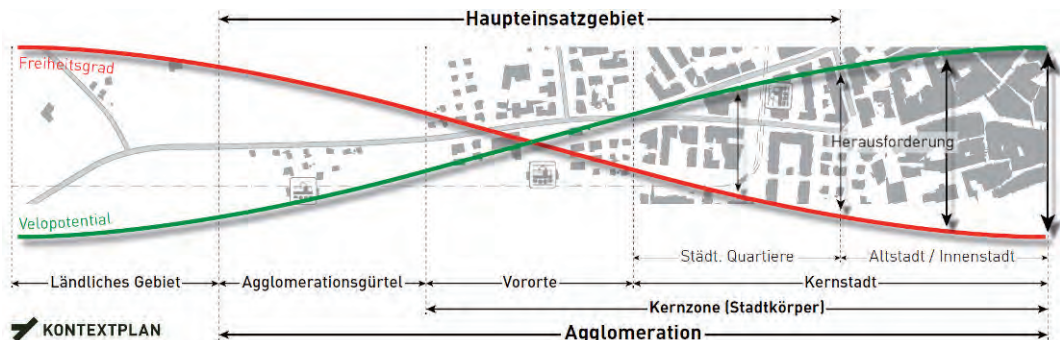 Haupteinsatzgebiet
Freiheitsgrad
Herausforderung
Velopotential
Städt. Quartiere
Altstadt / Innenstadt
Ländliches Gebiet
Agglomerationsgürtel
Vororte
Kernstadt
Kernzone (Stadtkörper)
KONTEXTPLAN
Agglomeration